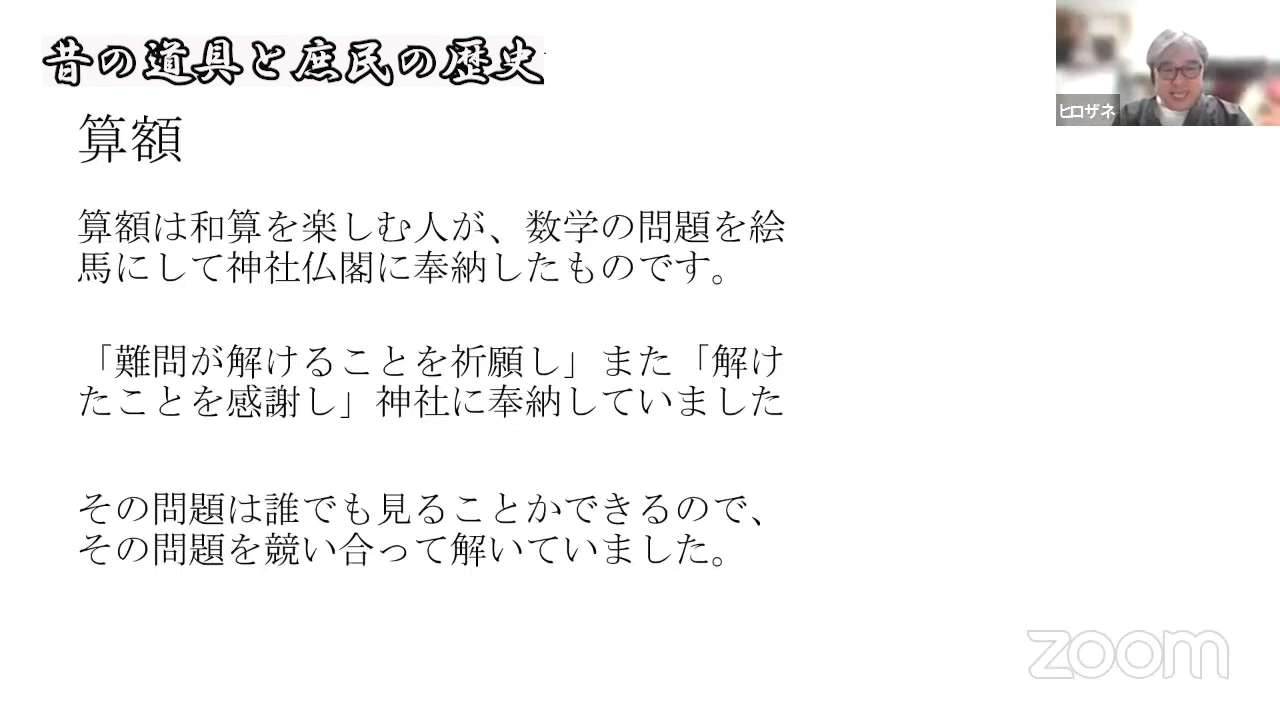 昔の道具と庶民の歴史
ヒロザネ
算額
算額は和算を楽しむ人が、数学の問題を絵
馬にして神社仏閣に奉納したものです。
「難問が解けることを祈願し」また「解け
たことを感謝し」神社に奉納していました
その問題は誰でも見ることかできるので、
その問題を競い合って解いていました。
zoom